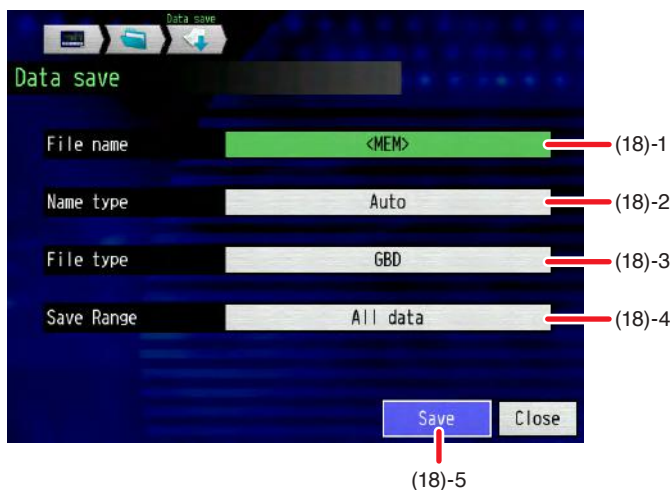 Data save
Data save
File name <MEM> (18)-1
Name type Auto (18)-2
File type GBD (18)-3
Save Range All data (18)-4
Save Close
(18)-5